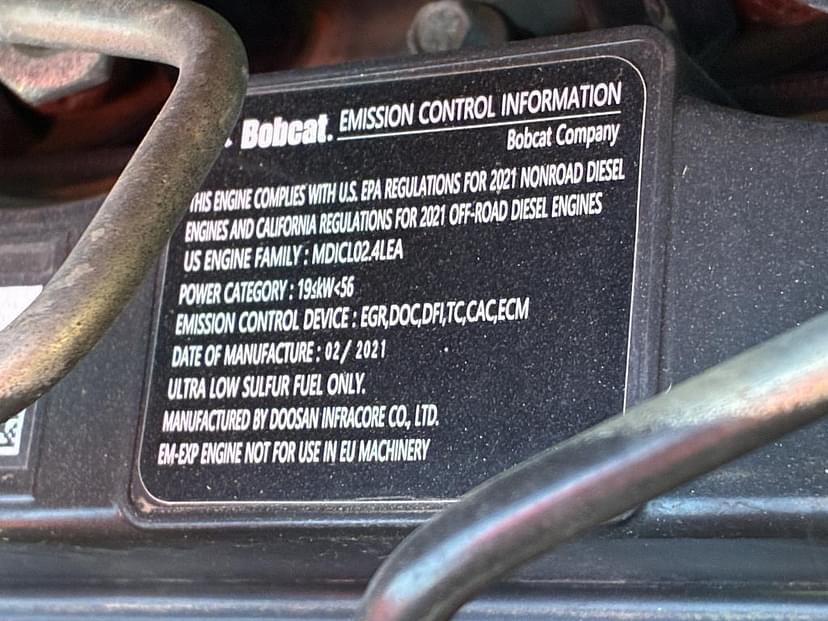 Bobcat. EMISSION CONTROL INFORMATION
Bobcat Company
THIS ENGINE COMPLIES WITH U.S. EPA REGULATIONS FOR 2021 NONROAD DIESEL
ENGINES AND CALIFORNIA REGULATIONS FOR 2021 OFF-ROAD DIESEL ENGINES
US ENGINE FAMILY : MDICL02.4LEA
POWER CATEGORY : 19≤kW<56
EMISSION CONTROL DEVICE : EGR,DOC,DFI,TC,CAC,ECM
DATE OF MANUFACTURE : 02/ 2021
ULTRA LOW SULFUR FUEL ONLY.
MANUFACTURED BY DOOSAN INFRACORE CO., LTD.
EM-EXP ENGINE NOT FOR USE IN EU MACHINERY